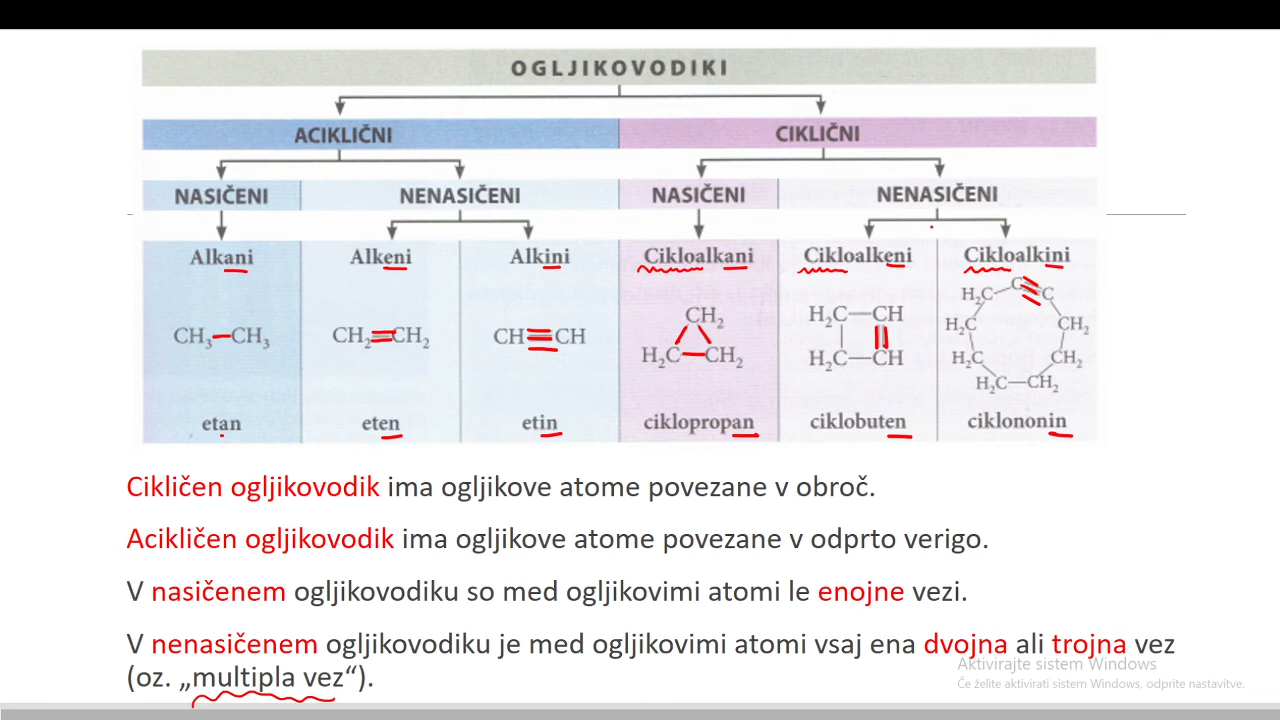 OGLJIKOVODIKI
ACIKLIČNI CIKLIČNI
NASIČENI NENASIČENI NASIČENI NENASIČENI
Alkani Alkeni Alkini Cikloalkani Cikloalkeni Cikloalkini
CH₃—CH₃ CH₂=CH₂ CH≡CH
CH₂
H₂C—CH₂
H₂C—CH
H₂C—CH
H₂C C≡C
H₂C CH₂
H₂C CH₂
H₂C—CH₂
etan eten etin ciklopropan ciklobuten ciklononin
Cikličen ogljikovodik ima ogljikove atome povezane v obroč.
Acikličen ogljikovodik ima ogljikove atome povezane v odprto verigo.
V nasičenem ogljikovodiku so med ogljikovimi atomi le enojne vezi.
V nenasičenem ogljikovodiku je med ogljikovimi atomi vsaj ena dvojna ali trojna vez
(oz. „multipla vez“).
Aktivirajte sistem Windows
Če želite aktivirati sistem Windows, odprite nastavitve.